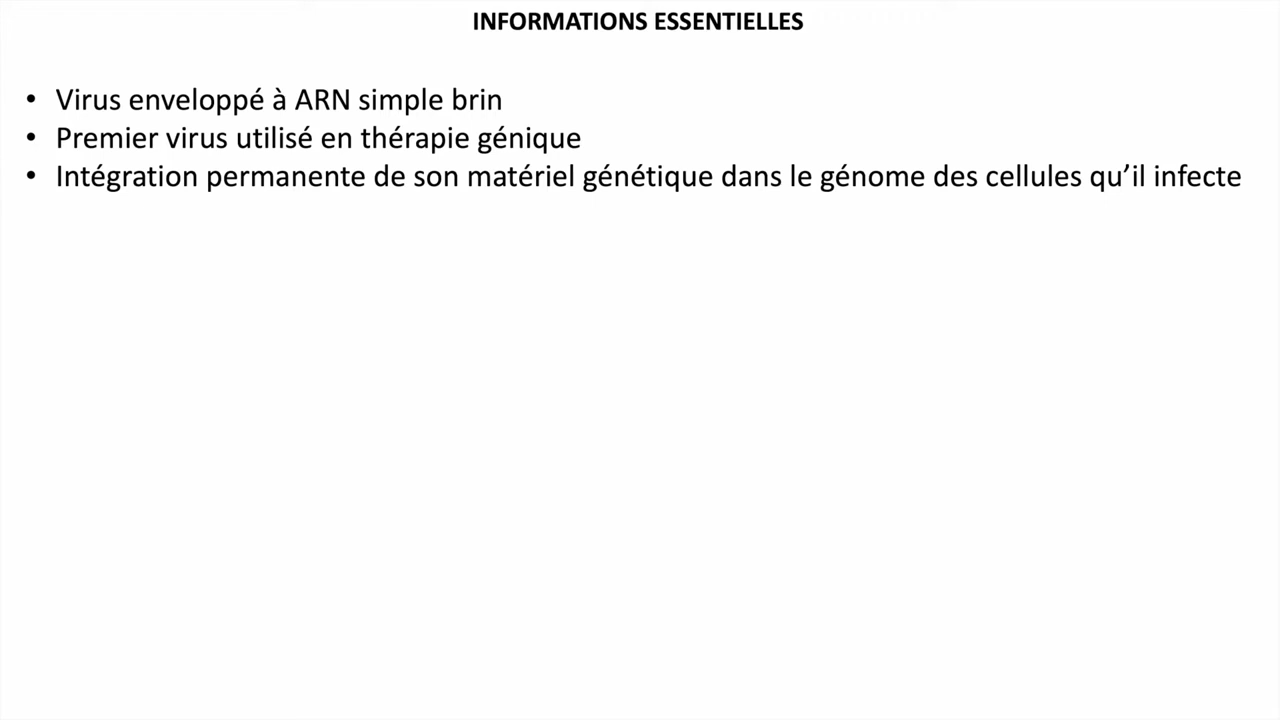 INFORMATIONS ESSENTIELLES
• Virus enveloppé à ARN simple brin
• Premier virus utilisé en thérapie génique
• Intégration permanente de son matériel génétique dans le génome des cellules qu’il infecte